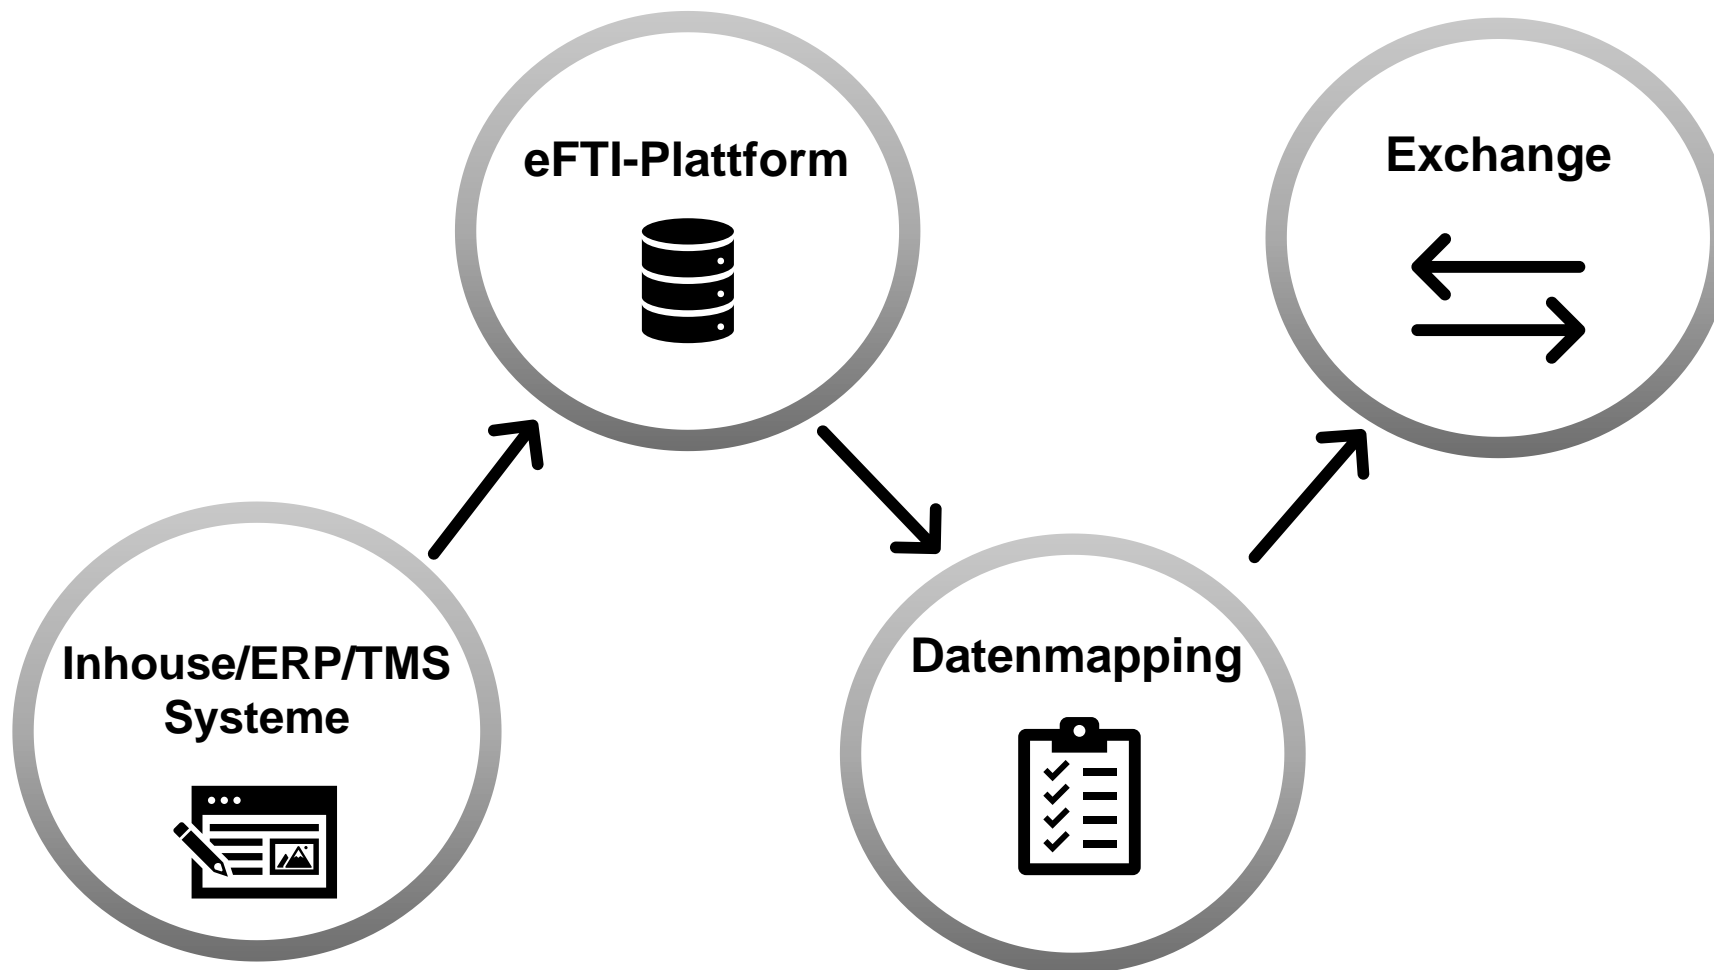 eFTI-Plattform
Exchange
Inhouse/ERP/TMS
Systeme
Datenmapping